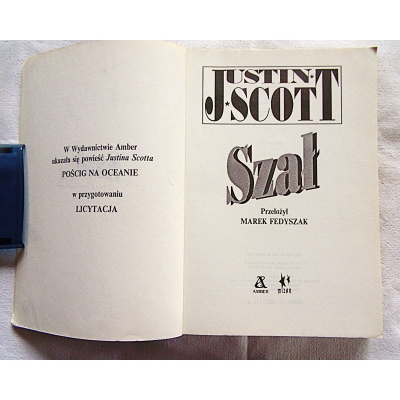 W Wydawnictwie Amber
ukazała się powieść Justina Scotta
POŚCIG NA OCEANIE
w przygotowaniu
LICYTACJA
JUSTIN·T
SCOTT
Szał
Przełożył
MAREK FEDYSZAK
AMBER